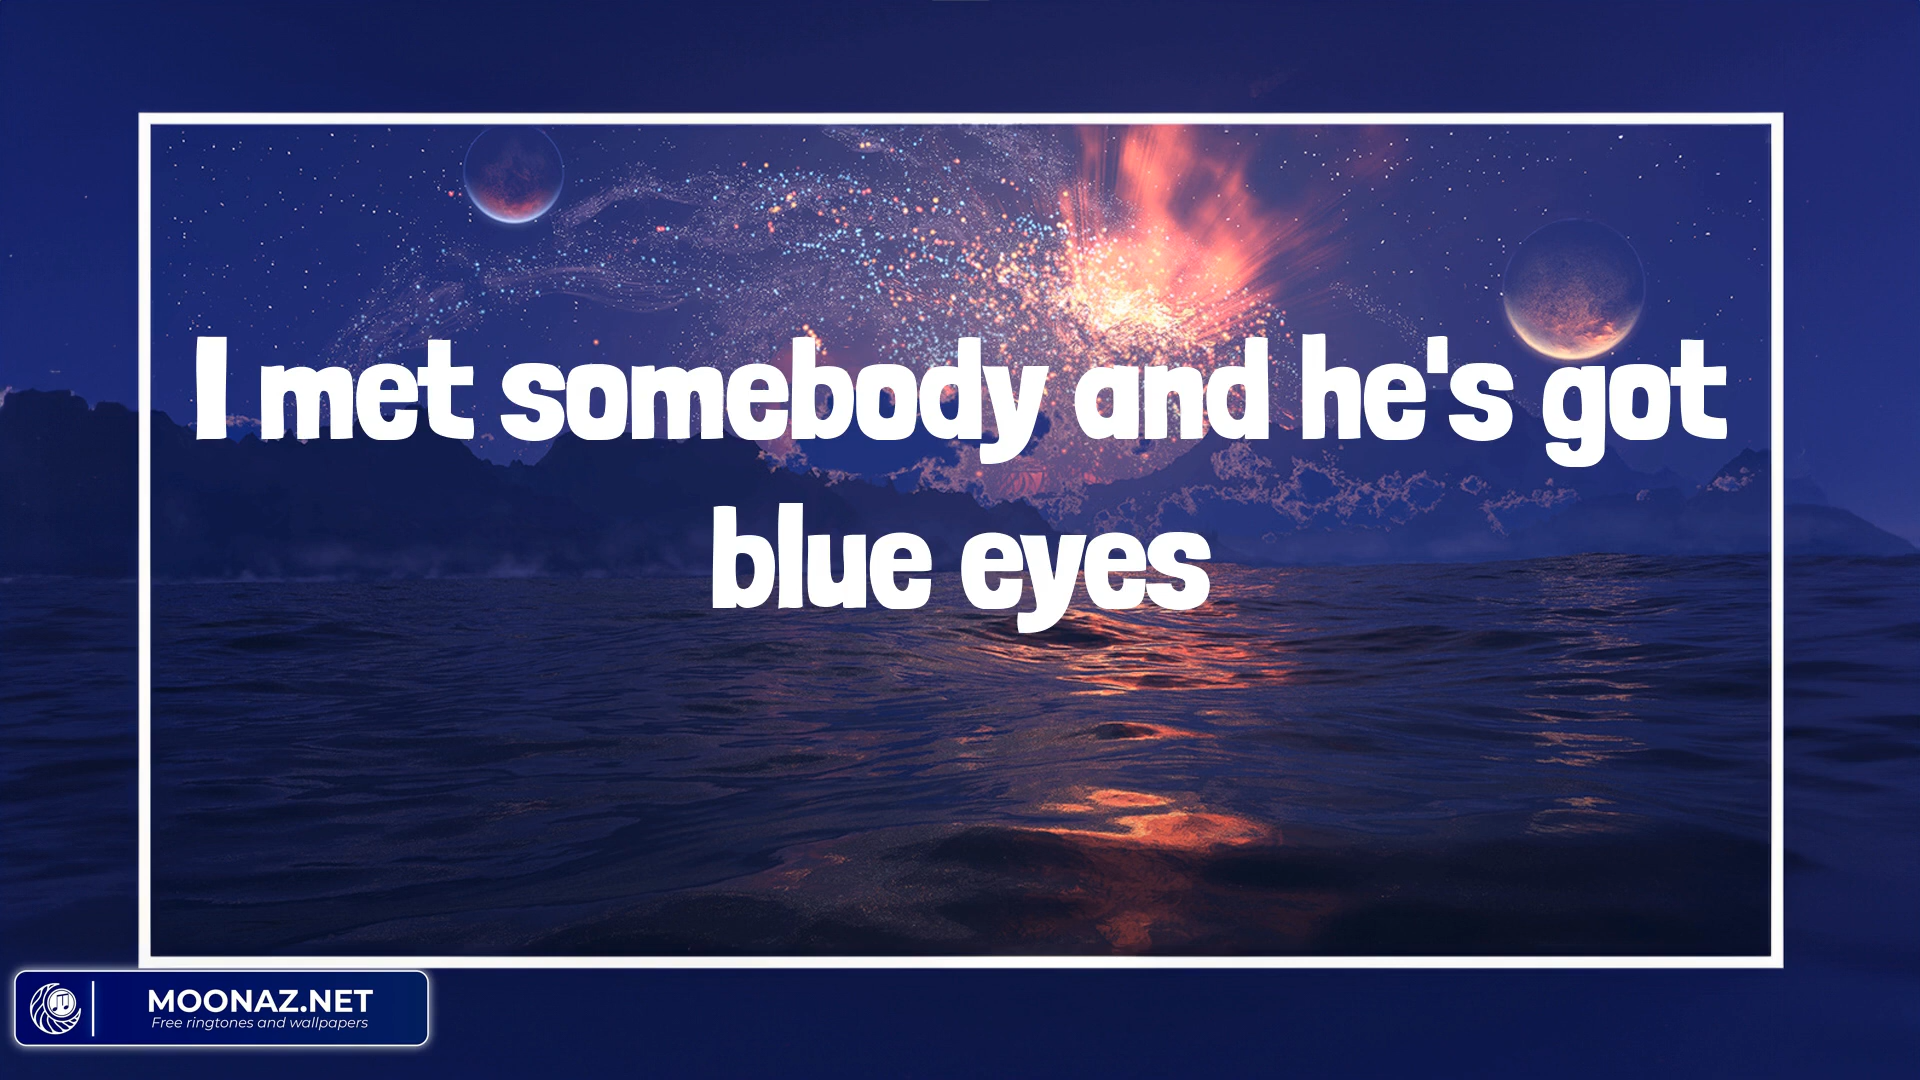 I met somebody and he's got
blue eyes
MOONAZ.NET
Free ringtones and wallpapers